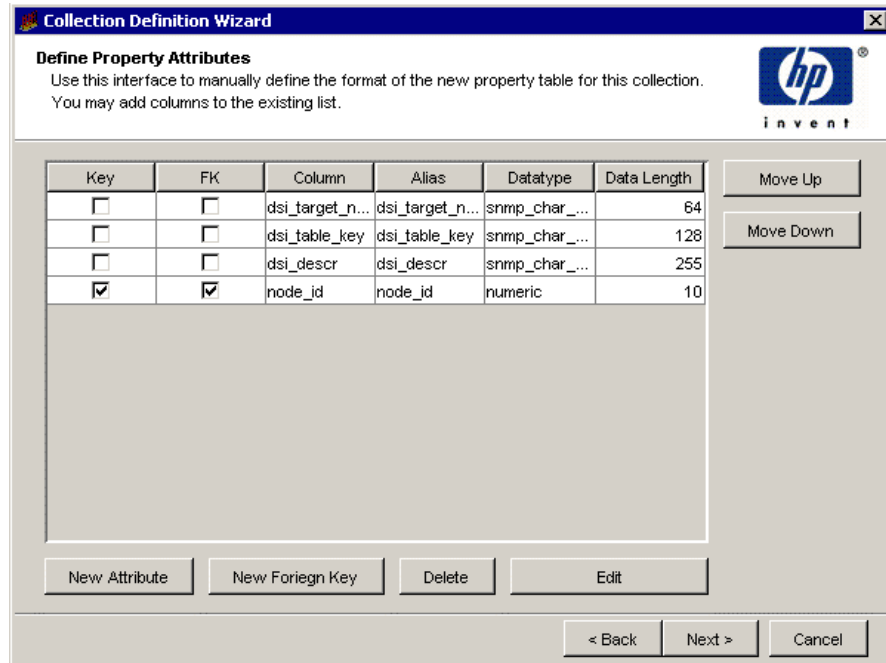 Collection Definition Wizard
Define Property Attributes
Use this interface to manually define the format of the new property table for this collection.
You may add columns to the existing list.
hp ®
invent
Key FK Column Alias Datatype Data Length
dsi_target_n... dsi_target_n... snmp_char_... 64
dsi_table_key dsi_table_key snmp_char_... 128
dsi_descr dsi_descr snmp_char_... 255
node_id node_id numeric 10
Move Up
Move Down
New Attribute New Foriegn Key Delete Edit
< Back Next > Cancel